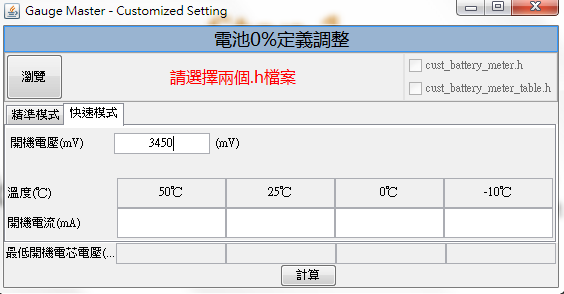 Gauge Master - Customized Setting
電池0%定義調整
瀏覽
請選擇兩個.h檔案
cust_battery_meter.h
cust_battery_meter_table.h
精準模式 快速模式
開機電壓(mV) 3450 (mV)
溫度(℃) 50℃ 25℃ 0℃ -10℃
開機電流(mA)
最低開機電芯電壓(...
計算